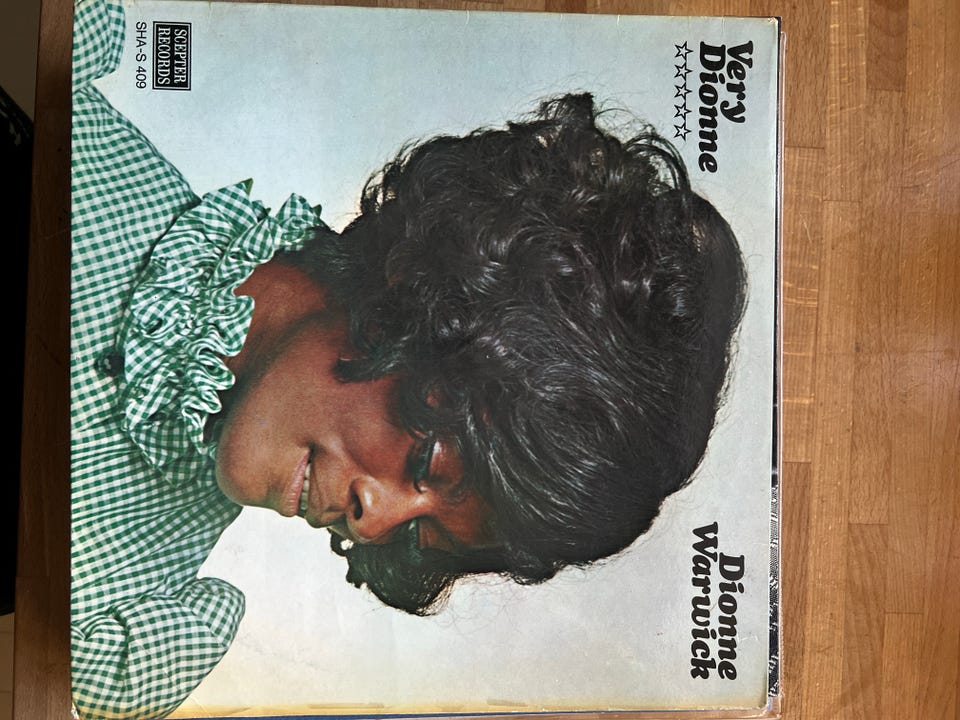 Very
Dionne
☆☆☆☆☆
Dionne
Warwick
SCEPTER
RECORDS
SHA-S 409